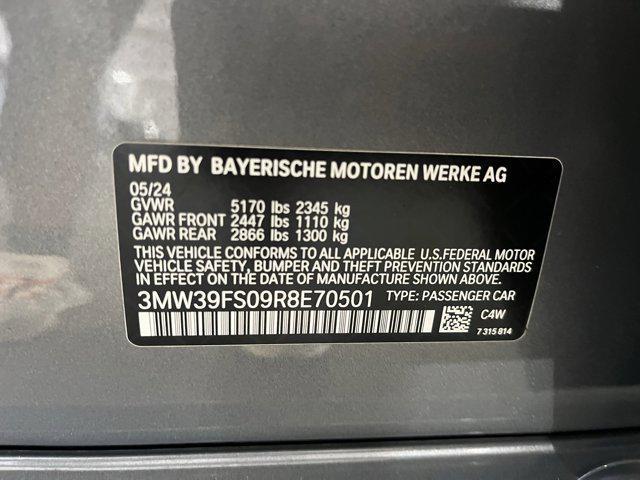 MFD BY BAYERISCHE MOTOREN WERKE AG
05/24
GVWR 5170 lbs 2345 kg
GAWR FRONT 2447 lbs 1110 kg
GAWR REAR 2866 lbs 1300 kg
THIS VEHICLE CONFORMS TO ALL APPLICABLE U.S.FEDERAL MOTOR
VEHICLE SAFETY, BUMPER AND THEFT PREVENTION STANDARDS
IN EFFECT ON THE DATE OF MANUFACTURE SHOWN ABOVE.
3MW39FS09R8E70501 TYPE: PASSENGER CAR
C4W
7 315 814